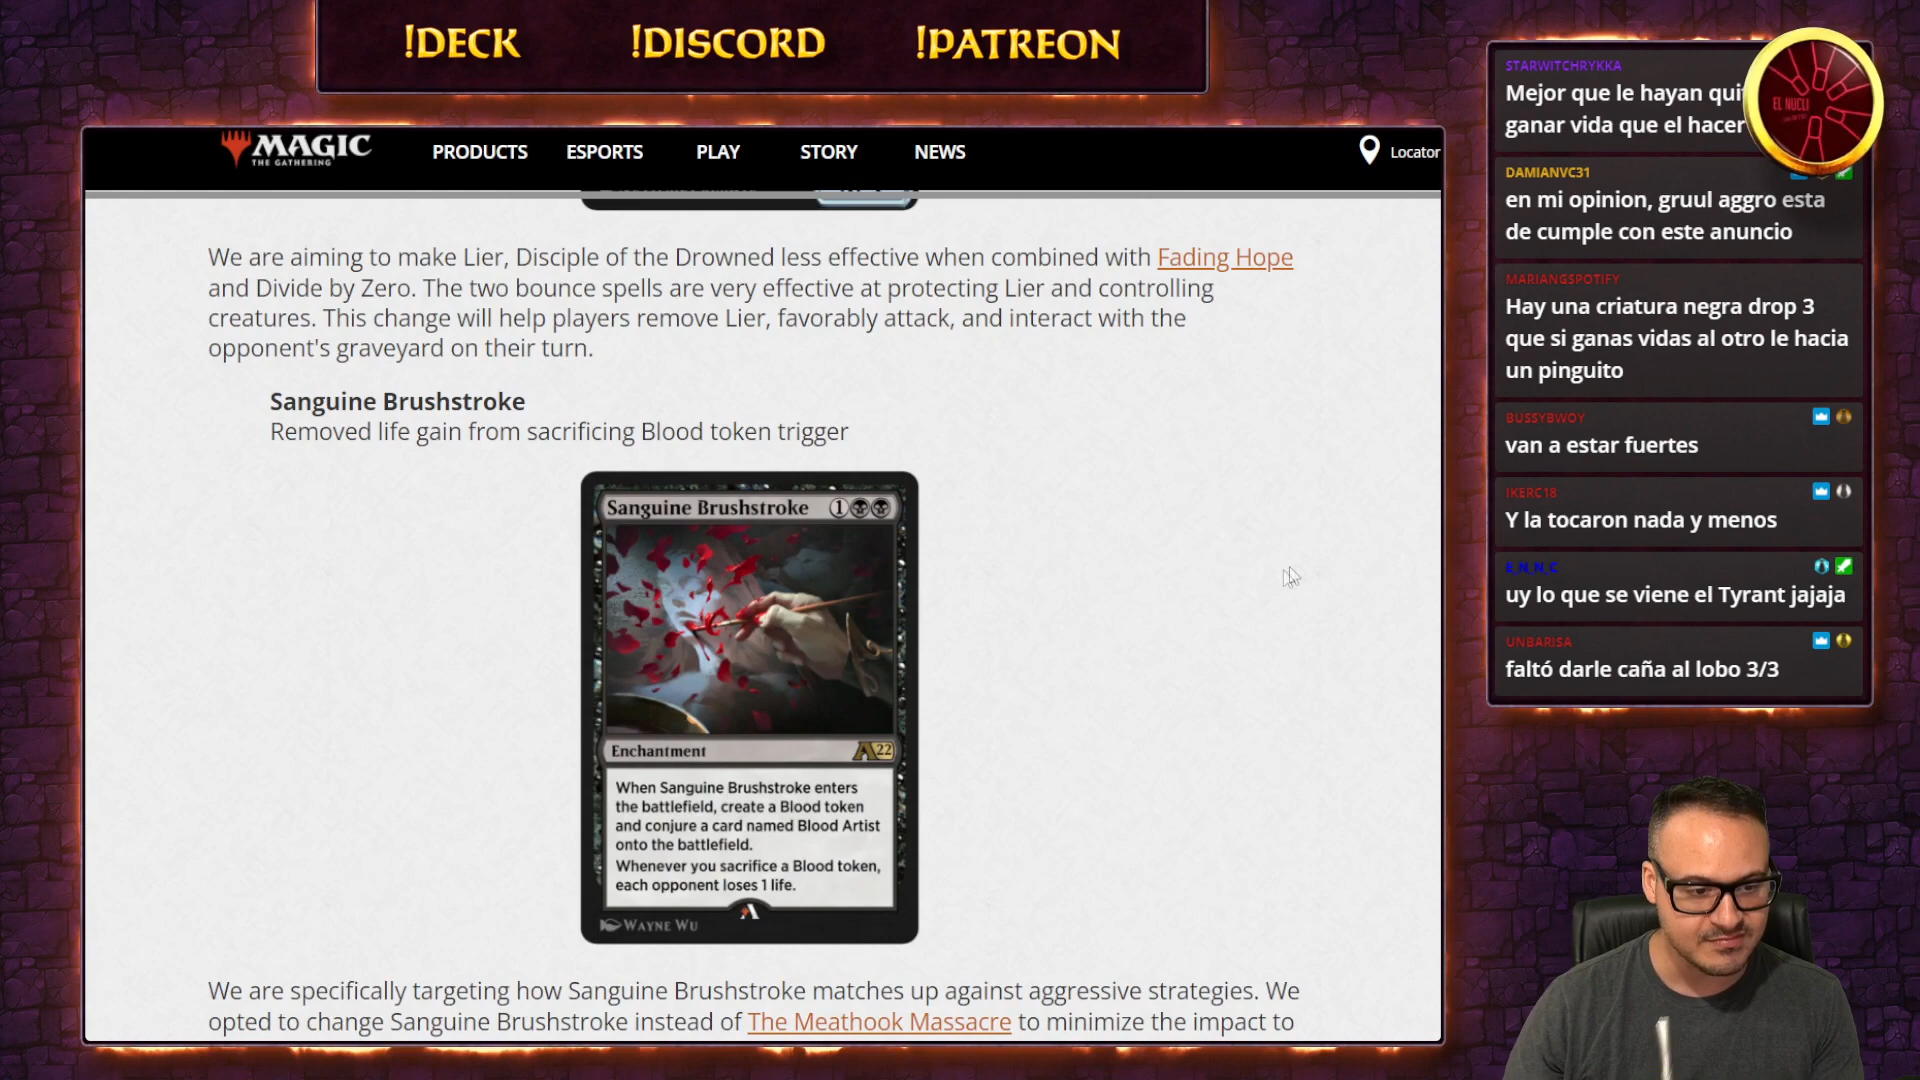 !DECK !DISCORD !PATREON
MAGIC
THE GATHERING
PRODUCTS ESPORTS PLAY STORY NEWS
Locator
We are aiming to make Lier, Disciple of the Drowned less effective when combined with Fading Hope
and Divide by Zero. The two bounce spells are very effective at protecting Lier and controlling
creatures. This change will help players remove Lier, favorably attack, and interact with the
opponent's graveyard on their turn.
Sanguine Brushstroke
Removed life gain from sacrificing Blood token trigger
Sanguine Brushstroke 1
Enchantment
A22
When Sanguine Brushstroke enters
the battlefield, create a Blood token
and conjure a card named Blood Artist
onto the battlefield.
Whenever you sacrifice a Blood token,
each opponent loses 1 life.
WAYNE WU
We are specifically targeting how Sanguine Brushstroke matches up against aggressive strategies. We
opted to change Sanguine Brushstroke instead of The Meathook Massacre to minimize the impact to
STARWITCHRYKKA
Mejor que le hayan
ganar vida que el hacer
EL NUCLI
DAMIANVC31
en mi opinion, gruul aggro esta
de cumple con este anuncio
MARIANGSPOTIFY
Hay una criatura negra drop 3
que si ganas vidas al otro le hacia
un pinguito
BUSSYBWOY
van a estar fuertes
IKERC18
Y la tocaron nada y menos
E_N_N_C
uy lo que se viene el Tyrant jajaja
UNBARISA
faltó darle caña al lobo 3/3